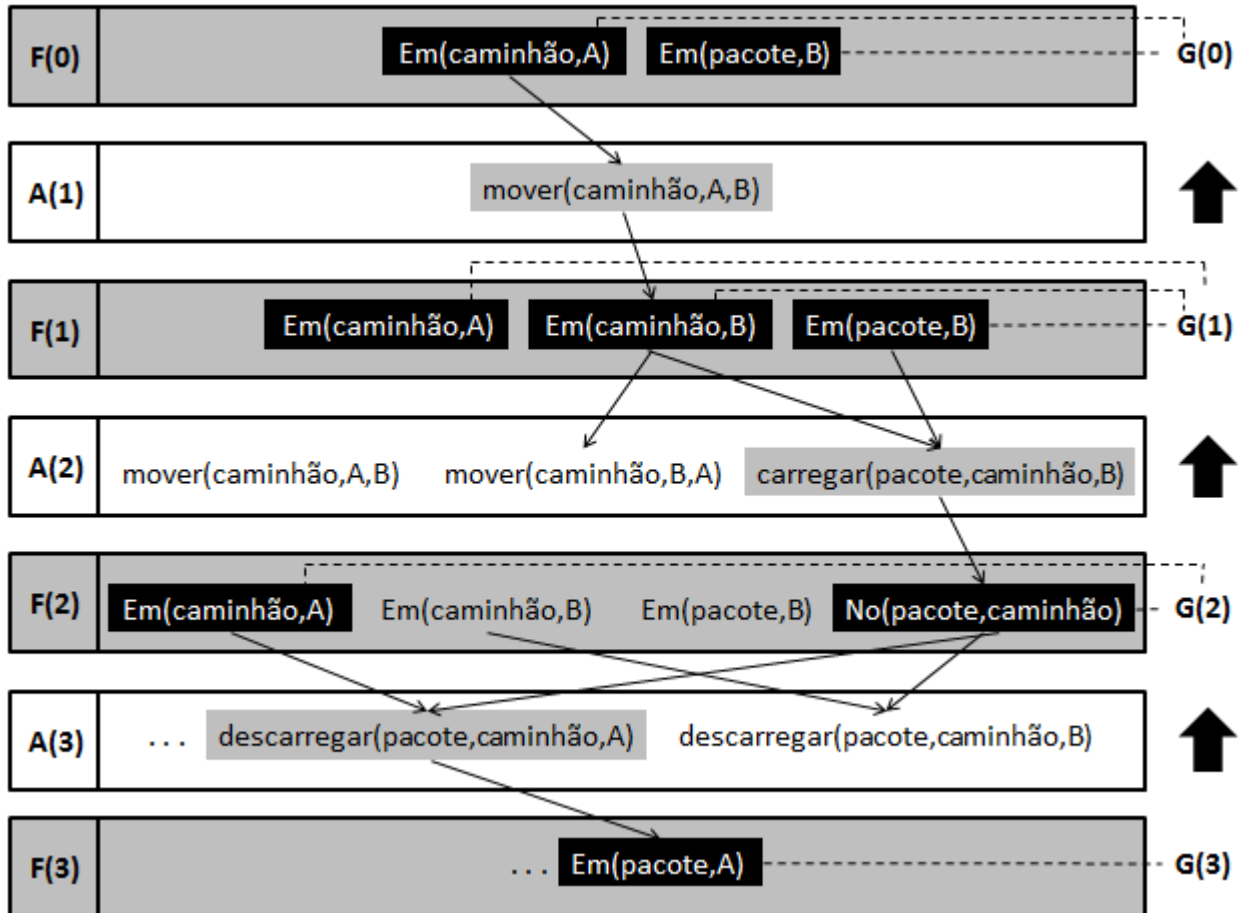 F(0) Em(caminhão,A) Em(pacote,B) G(0)
A(1) mover(caminhão,A,B)
F(1) Em(caminhão,A) Em(caminhão,B) Em(pacote,B) G(1)
A(2) mover(caminhão,A,B) mover(caminhão,B,A) carregar(pacote,caminhão,B)
F(2) Em(caminhão,A) Em(caminhão,B) Em(pacote,B) No(pacote,caminhão) G(2)
A(3) ... descarregar(pacote,caminhão,A) descarregar(pacote,caminhão,B)
F(3) ... Em(pacote,A) G(3)